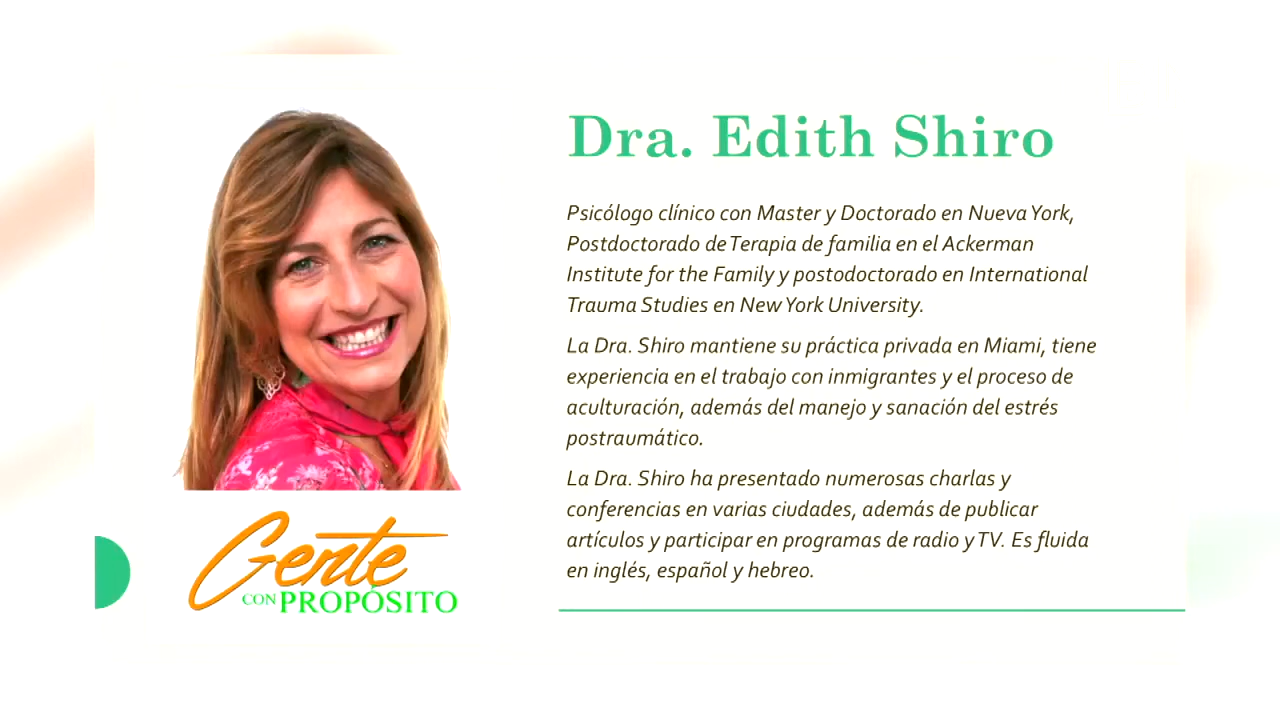 Dra. Edith Shiro
Psicólogo clínico con Master y Doctorado en Nueva York,
Postdoctorado de Terapia de familia en el Ackerman
Institute for the Family y postodoctorado en International
Trauma Studies en New York University.
La Dra. Shiro mantiene su práctica privada en Miami, tiene
experiencia en el trabajo con inmigrantes y el proceso de
aculturación, además del manejo y sanación del estrés
postraumático.
La Dra. Shiro ha presentado numerosas charlas y
conferencias en varias ciudades, además de publicar
artículos y participar en programas de radio y TV. Es fluida
en inglés, español y hebreo.
Gente
CON PROPÓSITO